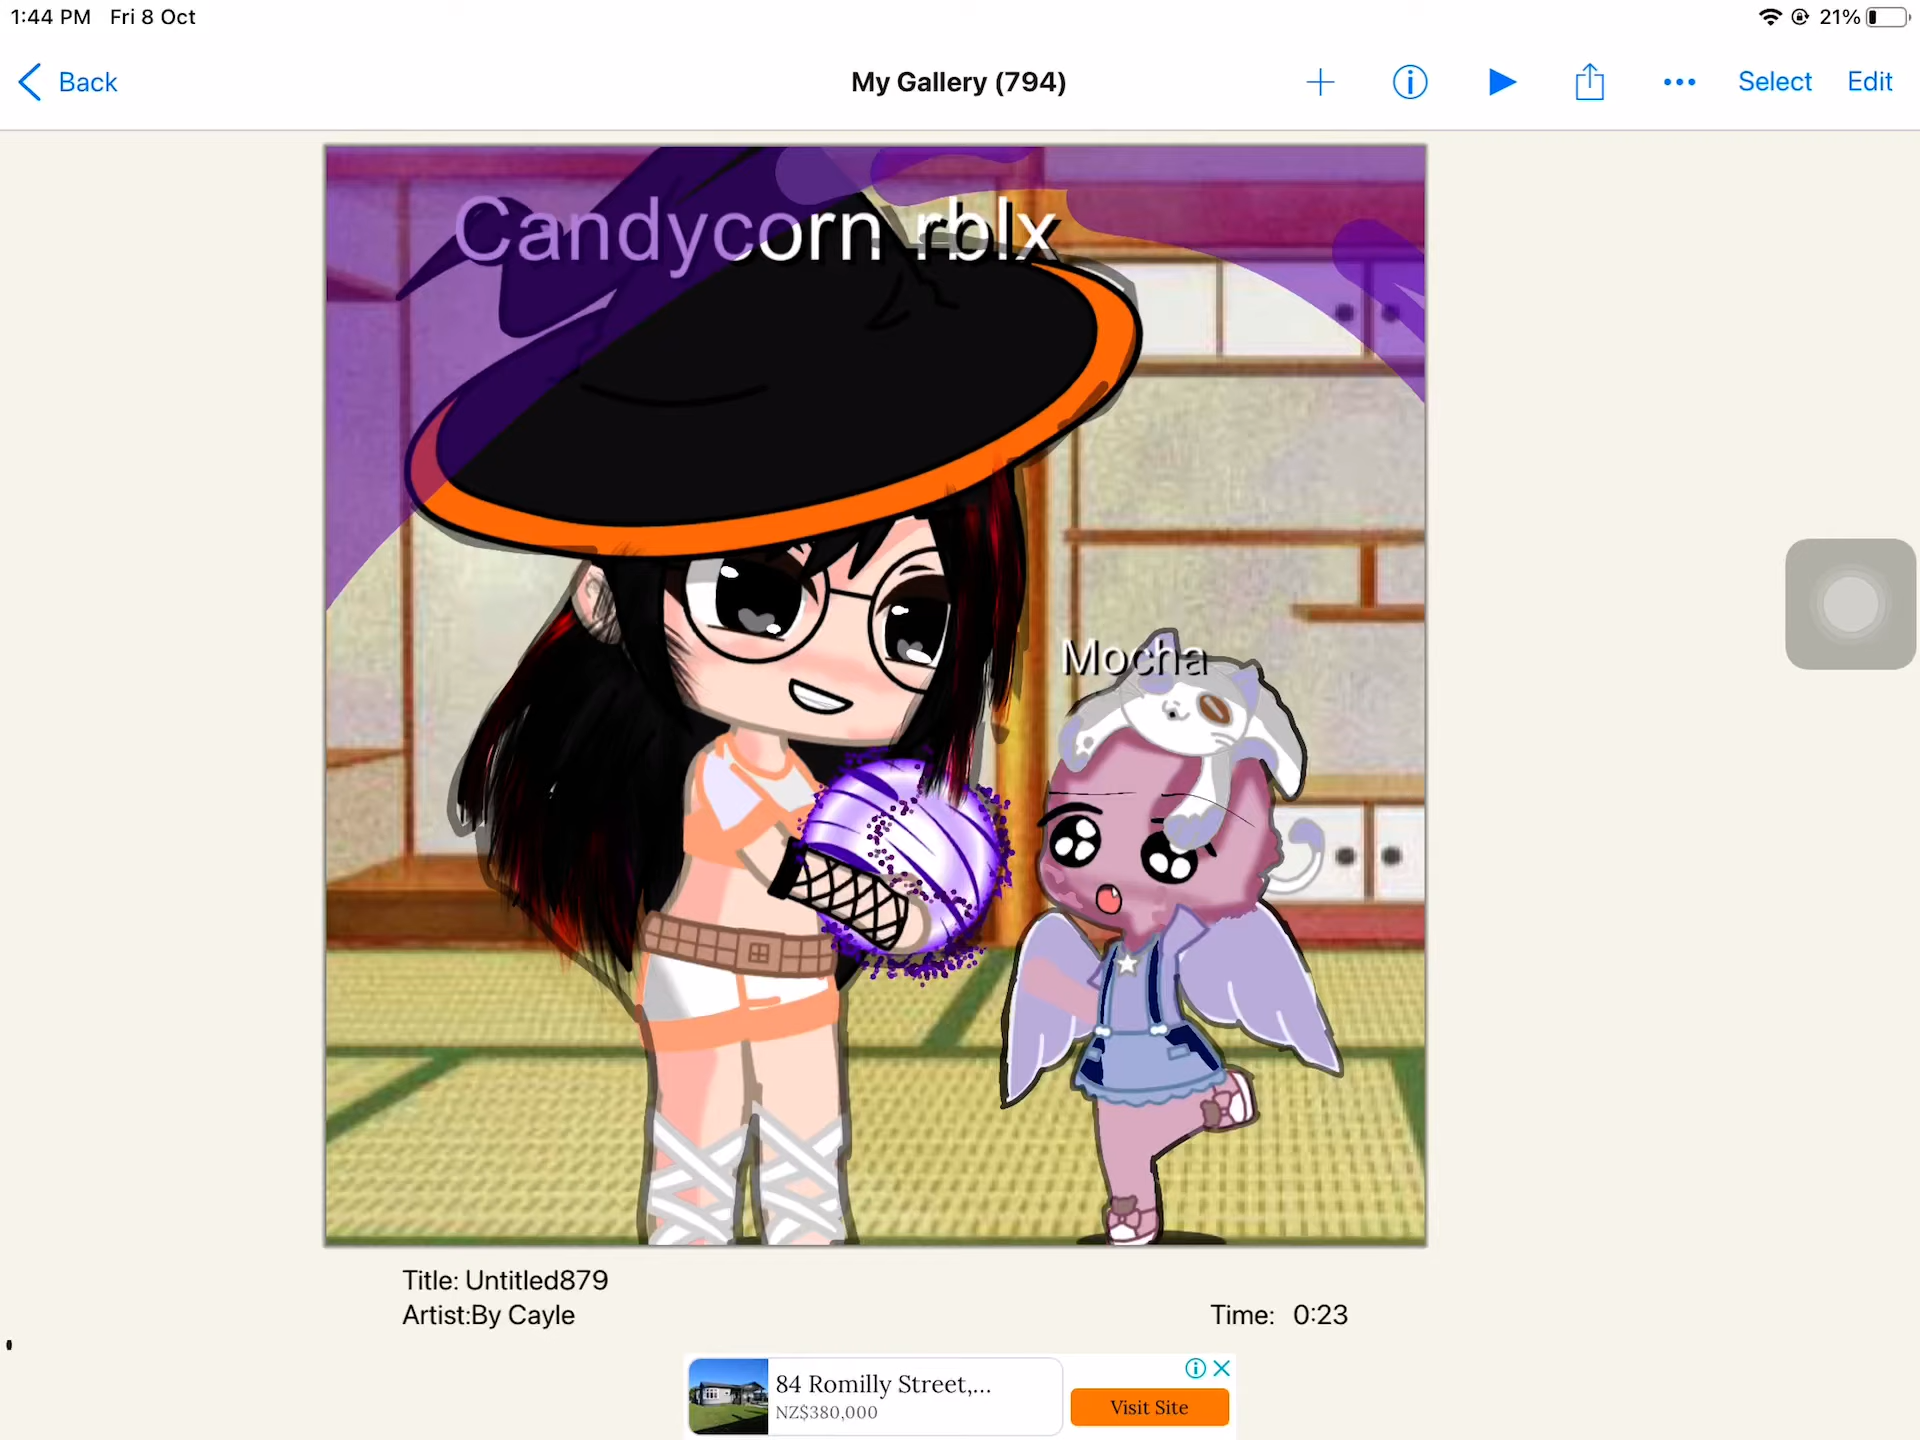 1:44 PM Fri 8 Oct
21%
Back
My Gallery (794)
Select
Edit
Candycorn rblx
Mocha
Title: Untitled879
Artist:By Cayle
Time: 0:23
84 Romilly Street,...
NZ$380,000
Visit Site